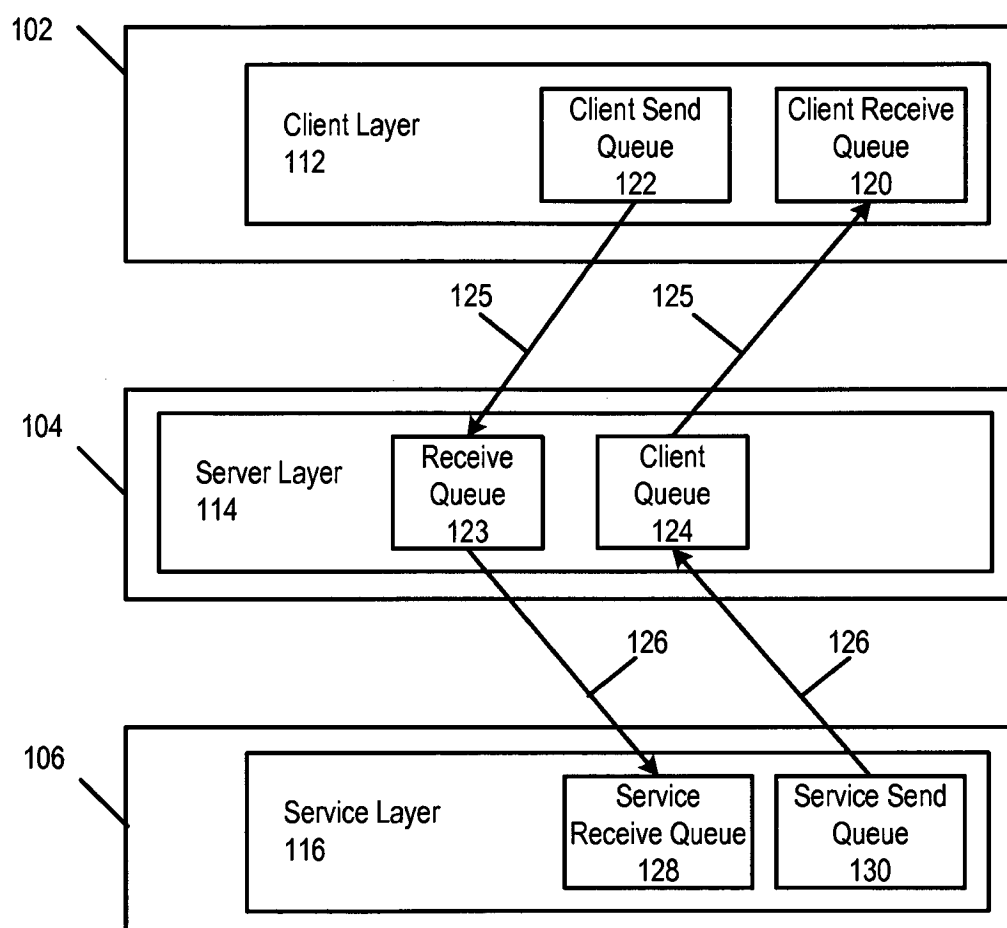 102
Client Layer
112
Client Send
Queue
122
Client Receive
Queue
120
125
125
104
Server Layer
114
Receive
Queue
123
Client
Queue
124
126
126
106
Service Layer
116
Service
Receive Queue
128
Service Send
Queue
130